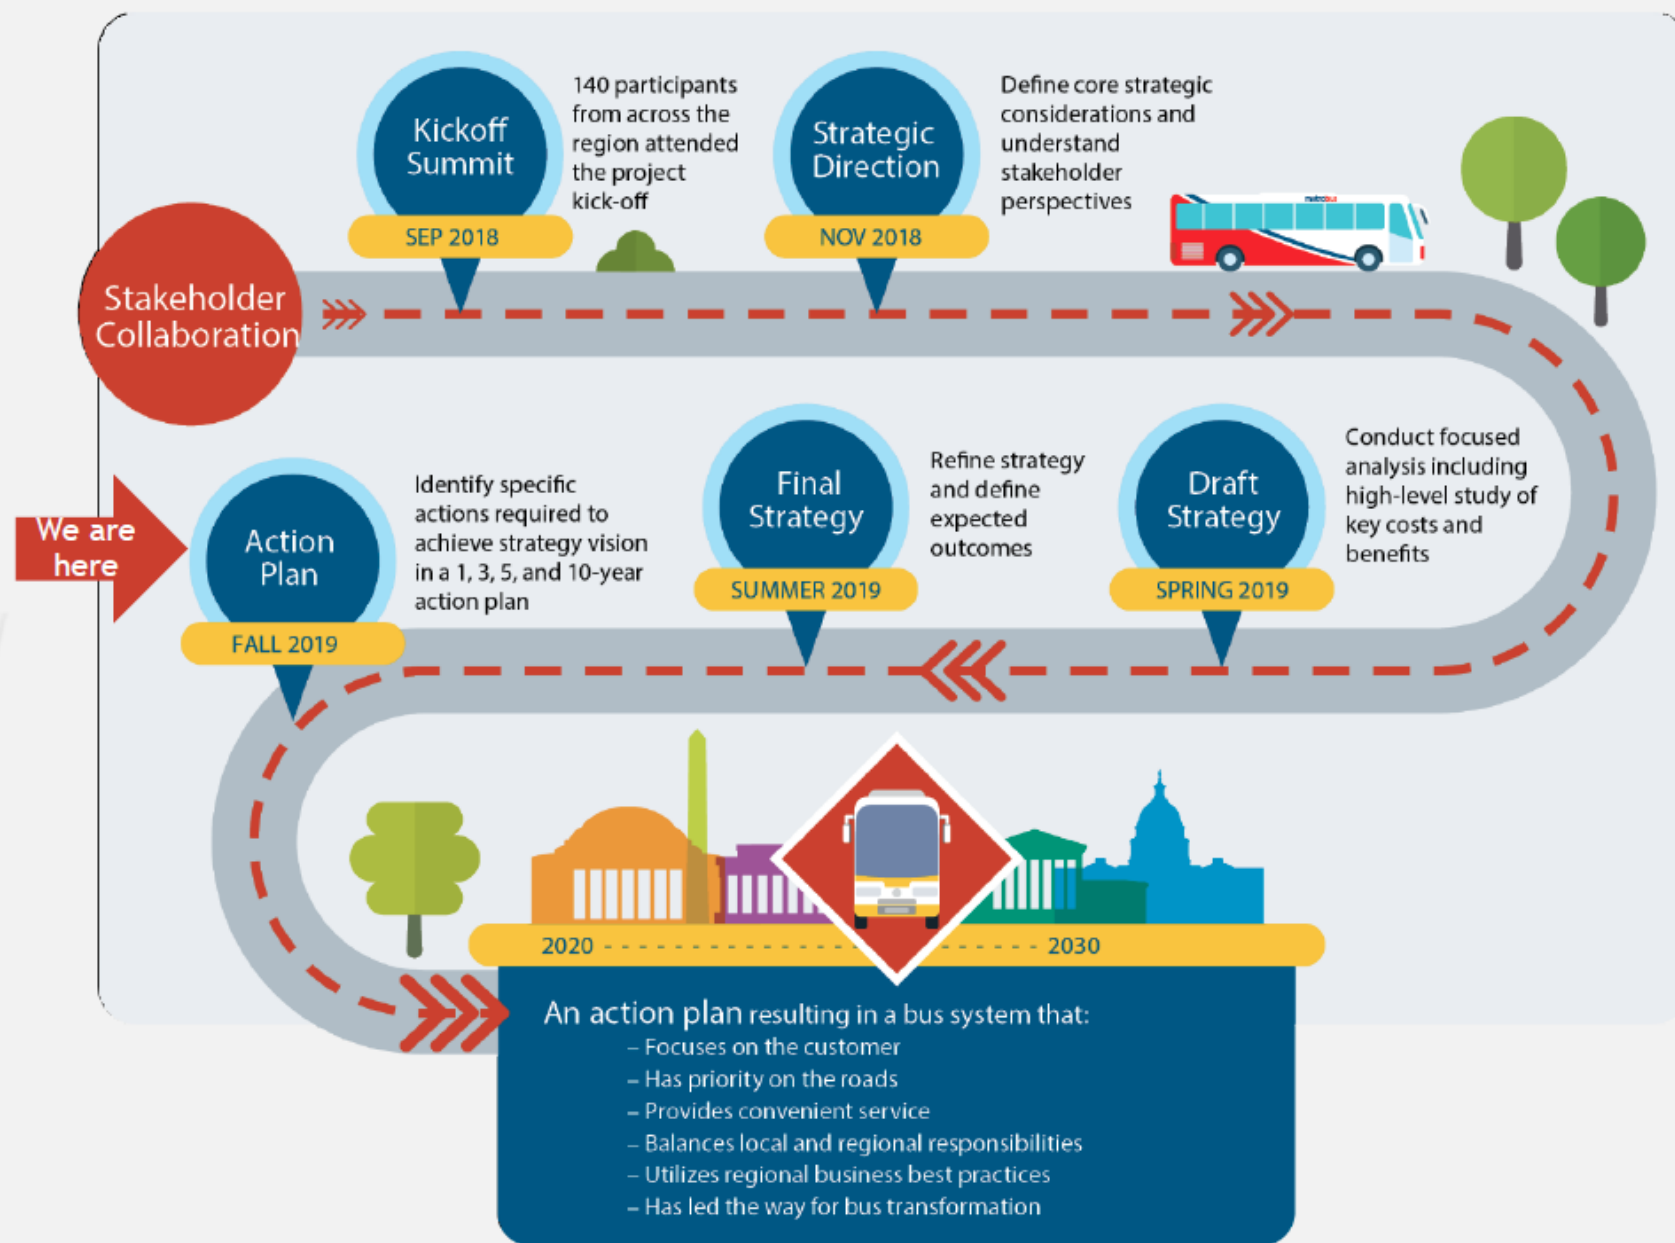 Kickoff
Summit
SEP 2018
140 participants
from across the
region attended
the project
kick-off
Strategic
Direction
NOV 2018
Define core strategic
considerations and
understand
stakeholder
perspectives
metrobus
Stakeholder
Collaboration
Draft
Strategy
SPRING 2019
Conduct focused
analysis including
high-level study of
key costs and
benefits
Final
Strategy
SUMMER 2019
Refine strategy
and define
expected
outcomes
We are
here
Action
Plan
FALL 2019
Identify specific
actions required to
achieve strategy vision
in a 1, 3, 5, and 10-year
action plan
2020 - - - - - - - - - - - - - - - - - - - - - - 2030
An action plan resulting in a bus system that:
– Focuses on the customer
– Has priority on the roads
– Provides convenient service
– Balances local and regional responsibilities
– Utilizes regional business best practices
– Has led the way for bus transformation